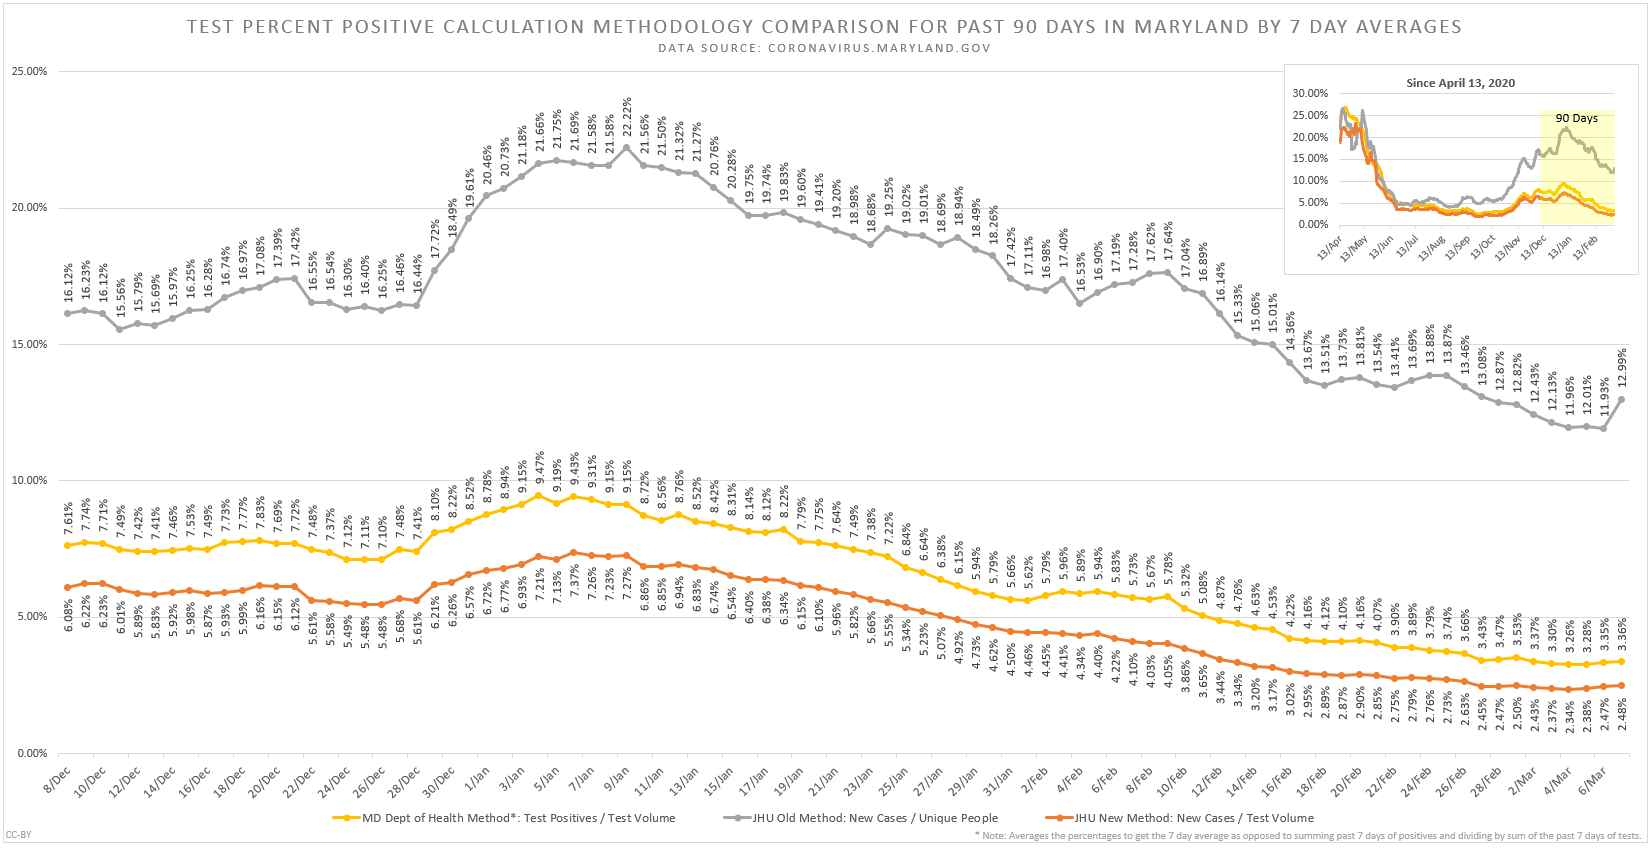 TEST PERCENT POSITIVE CALCULATION METHODOLOGY COMPARISON FOR PAST 90 DAYS IN MARYLAND BY 7 DAY AVERAGES
DATA SOURCE: CORONAVIRUS.MARYLAND.GOV
25.00%
20.00%
15.00%
10.00%
5.00%
0.00%
16.12% 16.23% 16.12% 15.56% 15.79% 15.69% 15.97% 16.25% 16.28% 16.74% 16.97% 17.08% 17.39% 17.42% 16.55% 16.54% 16.30% 16.40% 16.25% 16.46% 16.44% 17.72% 18.49% 19.61% 20.46% 20.73% 21.18% 21.66% 21.75% 21.69% 21.58% 21.58% 22.22% 21.56% 21.50% 21.32% 21.27% 20.76% 20.28% 19.75% 19.74% 19.83% 19.60% 19.41% 19.20% 18.98% 18.68% 19.25% 19.02% 19.01% 18.69% 18.94% 18.49% 18.26% 17.42% 17.11% 16.98% 17.40% 16.53% 16.90% 17.19% 17.28% 17.62% 17.64% 17.04% 16.89% 16.14% 15.33% 15.06% 15.01% 14.36% 13.67% 13.51% 13.73% 13.81% 13.54% 13.41% 13.69% 13.88% 13.87% 13.46% 13.08% 12.87% 12.82% 12.43% 12.13% 11.96% 12.01% 11.93% 12.99%
7.61% 7.74% 7.71% 7.49% 7.42% 7.41% 7.46% 7.53% 7.49% 7.73% 7.77% 7.83% 7.69% 7.72% 7.48% 7.37% 7.12% 7.11% 7.10% 7.48% 7.41% 8.10% 8.22% 8.52% 8.78% 8.94% 9.15% 9.47% 9.19% 9.43% 9.31% 9.15% 9.15% 8.72% 8.56% 8.76% 8.52% 8.42% 8.31% 8.14% 8.12% 8.22% 7.79% 7.75% 7.64% 7.49% 7.38% 7.22% 6.84% 6.64% 6.38% 6.15% 5.94% 5.79% 5.66% 5.62% 5.79% 5.96% 5.89% 5.94% 5.83% 5.73% 5.67% 5.78% 5.32% 5.08% 4.87% 4.76% 4.63% 4.53% 4.22% 4.16% 4.12% 4.10% 4.16% 4.07% 3.90% 3.89% 3.79% 3.74% 3.66% 3.43% 3.47% 3.53% 3.37% 3.30% 3.26% 3.28% 3.35% 3.36%
6.08% 6.22% 6.23% 6.01% 5.89% 5.83% 5.92% 5.98% 5.87% 5.93% 5.99% 6.16% 6.15% 6.12% 5.61% 5.58% 5.49% 5.48% 5.48% 5.68% 5.61% 6.21% 6.26% 6.57% 6.72% 6.77% 6.93% 7.21% 7.13% 7.37% 7.26% 7.23% 7.27% 6.86% 6.85% 6.94% 6.83% 6.74% 6.54% 6.40% 6.38% 6.34% 6.15% 6.10% 5.96% 5.82% 5.66% 5.55% 5.34% 5.23% 5.07% 4.92% 4.73% 4.62% 4.50% 4.46% 4.45% 4.41% 4.34% 4.40% 4.22% 4.10% 4.03% 4.05% 3.86% 3.65% 3.44% 3.34% 3.20% 3.17% 3.02% 2.95% 2.89% 2.87% 2.90% 2.85% 2.75% 2.79% 2.76% 2.73% 2.63% 2.45% 2.47% 2.50% 2.43% 2.37% 2.34% 2.38% 2.47% 2.48%
8/Dec 10/Dec 12/Dec 14/Dec 16/Dec 18/Dec 20/Dec 22/Dec 24/Dec 26/Dec 28/Dec 30/Dec 1/Jan 3/Jan 5/Jan 7/Jan 9/Jan 11/Jan 13/Jan 15/Jan 17/Jan 19/Jan 21/Jan 23/Jan 25/Jan 27/Jan 29/Jan 31/Jan 2/Feb 4/Feb 6/Feb 8/Feb 10/Feb 12/Feb 14/Feb 16/Feb 18/Feb 20/Feb 22/Feb 24/Feb 26/Feb 28/Feb 2/Mar 4/Mar 6/Mar
Since April 13, 2020
30.00%
25.00%
20.00%
15.00%
10.00%
5.00%
0.00%
90 Days
13/Apr 13/May 13/Jun 13/Jul 13/Aug 13/Sep 13/Oct 13/Nov 13/Dec 13/Jan 13/Feb
MD Dept of Health Method*: Test Positives / Test Volume
JHU Old Method: New Cases / Unique People
JHU New Method: New Cases / Test Volume
CC-BY
* Note: Averages the percentages to get the 7 day average as opposed to summing past 7 days of positives and dividing by sum of the past 7 days of tests.